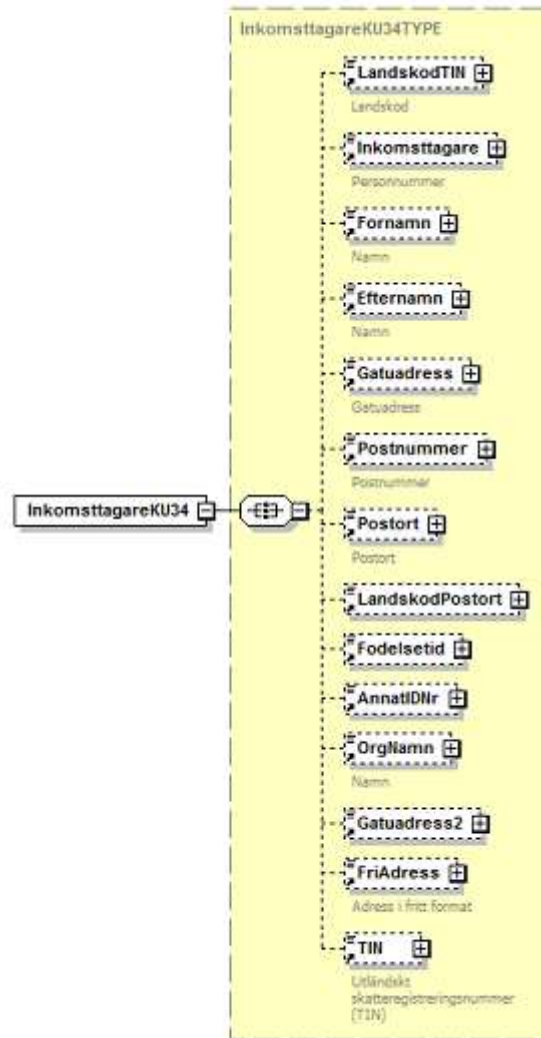 InkomsttagareKU34TYPE
LandskodTIN
Landskod
Inkomsttagare
Personnummer
Fornamn
Namn
Efternamn
Namn
Gatuadress
Gatuadress
Postnummer
Postnummer
InkomsttagareKU34
Postort
Postort
LandskodPostort
Fodelsetid
AnnatIDNr
OrgNamn
Namn
Gatuadress2
FriAdress
Adress i fritt format
TIN
Utländskt
skatteregistreringsnummer
(TIN)